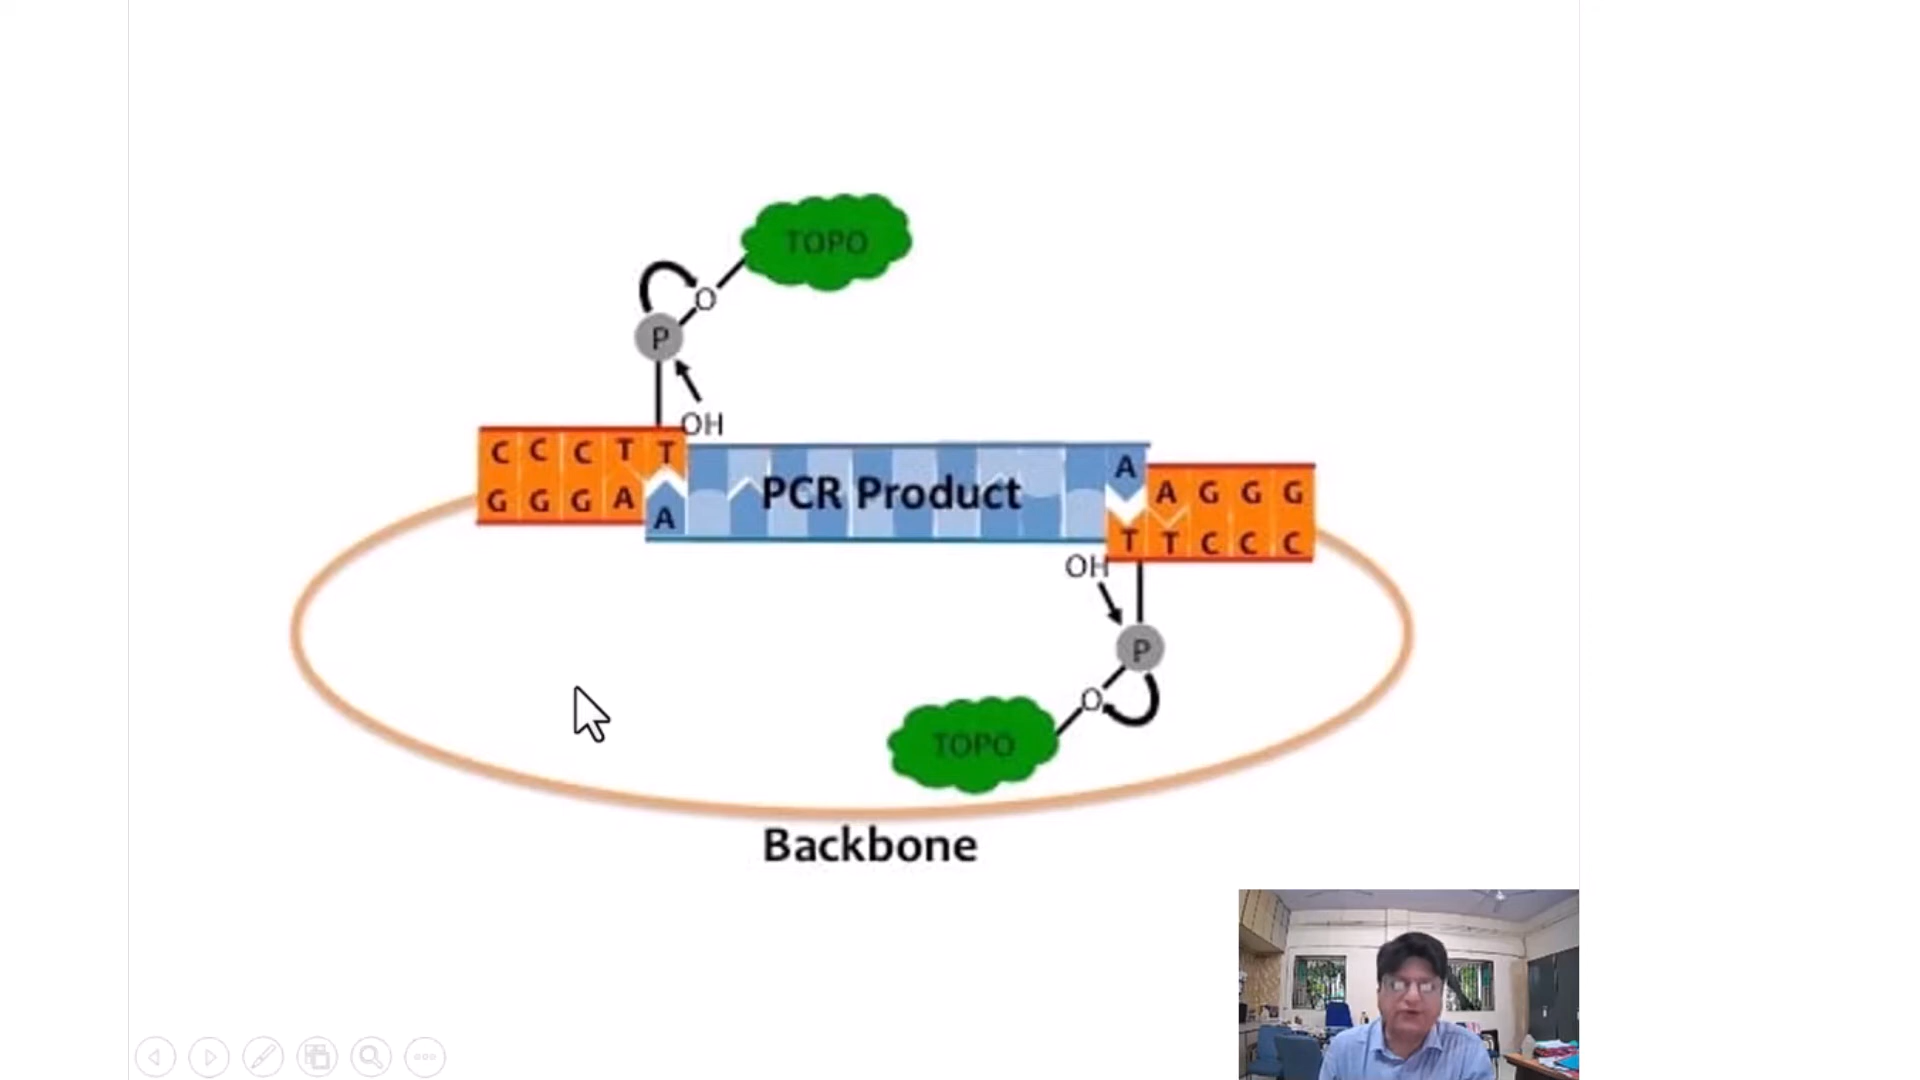 TOPO
O
P
OH
C C C T T
G G G A A
PCR Product
A A G G G
T T C C C
OH
P
O
TOPO
Backbone